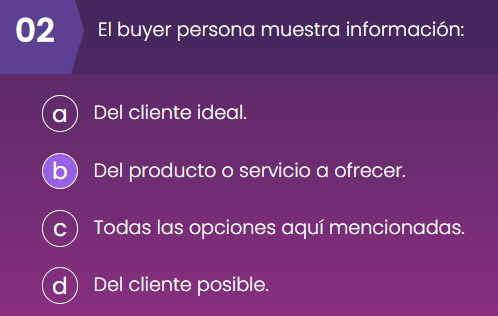 02 El buyer persona muestra información:
a Del cliente ideal.
b Del producto o servicio a ofrecer.
c Todas las opciones aquí mencionadas.
d Del cliente posible.